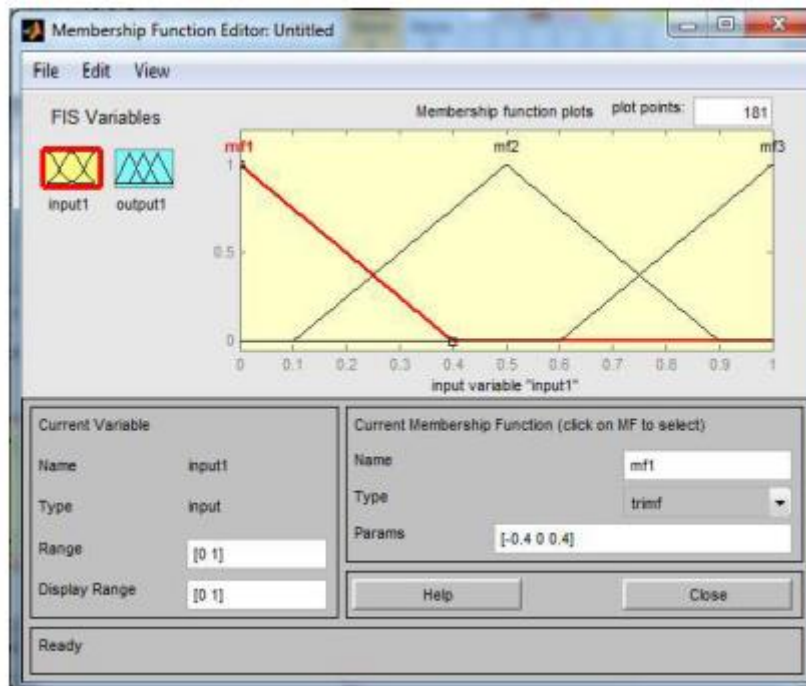 Membership Function Editor: Untitled
File Edit View
FIS Variables
Membership function plots plot points: 181
mf1 mf2 mf3
1
input1 output1
0.5
0
0 0.1 0.2 0.3 0.4 0.5 0.6 0.7 0.8 0.9 1
input variable "input1"
Current Variable
Name input1
Type input
Range [0 1]
Display Range [0 1]
Current Membership Function (click on MF to select)
Name mf1
Type trimf
Params [-0.4 0 0.4]
Help Close
Ready